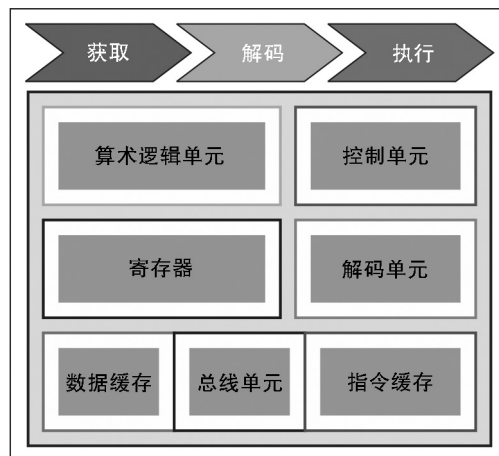 获取
解码
执行
算术逻辑单元
控制单元
寄存器
解码单元
数据缓存
总线单元
指令缓存